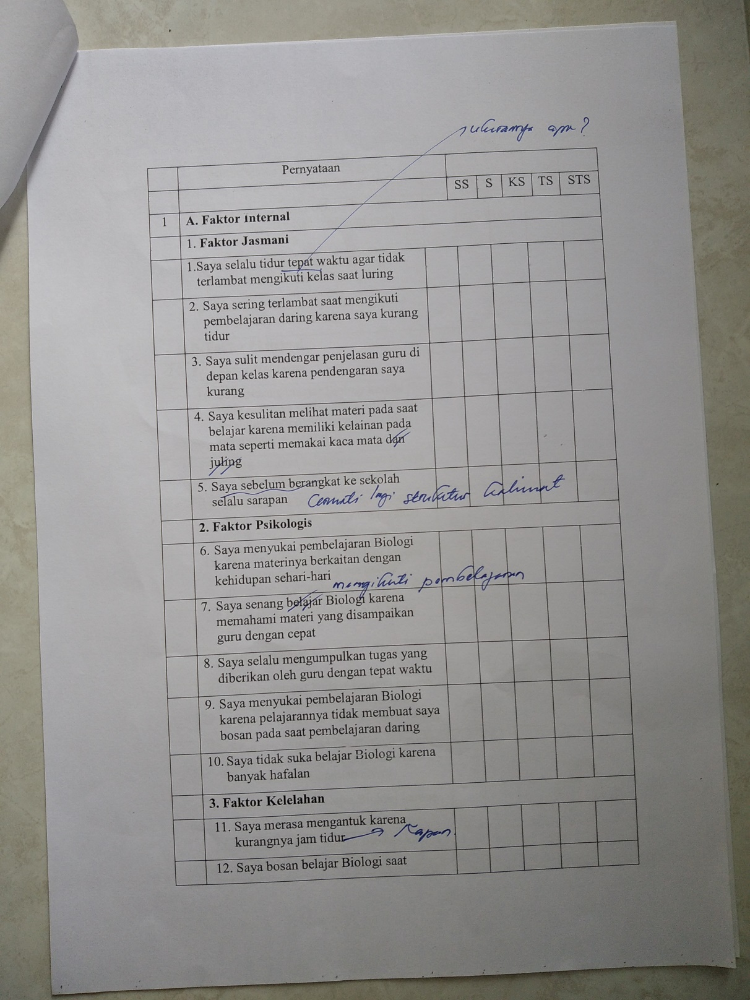 ukurannya apa?
Pernyataan
SS S KS TS STS
1 A. Faktor internal
1. Faktor Jasmani
1.Saya selalu tidur tepat waktu agar tidak
terlambat mengikuti kelas saat luring
2. Saya sering terlambat saat mengikuti
pembelajaran daring karena saya kurang
tidur
3. Saya sulit mendengar penjelasan guru di
depan kelas karena pendengaran saya
kurang
4. Saya kesulitan melihat materi pada saat
belajar karena memiliki kelainan pada
mata seperti memakai kaca mata dan
juling
5. Saya sebelum berangkat ke sekolah
selalu sarapan Cermati lagi struktur kalimat
2. Faktor Psikologis
6. Saya menyukai pembelajaran Biologi
karena materinya berkaitan dengan
kehidupan sehari-hari
mengikuti pembelajaran
7. Saya senang belajar Biologi karena
memahami materi yang disampaikan
guru dengan cepat
8. Saya selalu mengumpulkan tugas yang
diberikan oleh guru dengan tepat waktu
9. Saya menyukai pembelajaran Biologi
karena pelajarannya tidak membuat saya
bosan pada saat pembelajaran daring
10. Saya tidak suka belajar Biologi karena
banyak hafalan
3. Faktor Kelelahan
11. Saya merasa mengantuk karena
kurangnya jam tidur Kapan
12. Saya bosan belajar Biologi saat